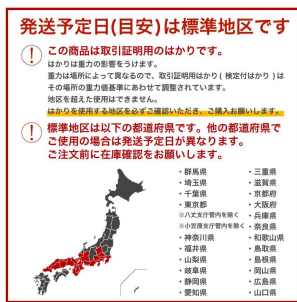 発送予定日(目安)は標準地区です
この商品は取引証明用のはかりです。
はかりは重力の影響をうけます。
重力は場所によって異なるので、取引証明用はかり(検定付はかり)は
その場所の重力値基準にあわせて調整されています。
地区を超えた使用はできません。
はかりを使用する地区を必ずご確認いただき、ご購入お願いします。
標準地区は以下の都道府県です。他の都道府県で
ご使用の場合は発送予定日が異なります。
ご注文前に在庫確認をお願いします。
・群馬県
・埼玉県
・千葉県
・東京都
※八丈支庁管内を除く
※小笠原支庁管内を除く
・神奈川県
・福井県
・山梨県
・岐阜県
・静岡県
・愛知県
・三重県
・滋賀県
・京都府
・大阪府
・兵庫県
・奈良県
・和歌山県
・鳥取県
・島根県
・岡山県
・広島県
・山口県